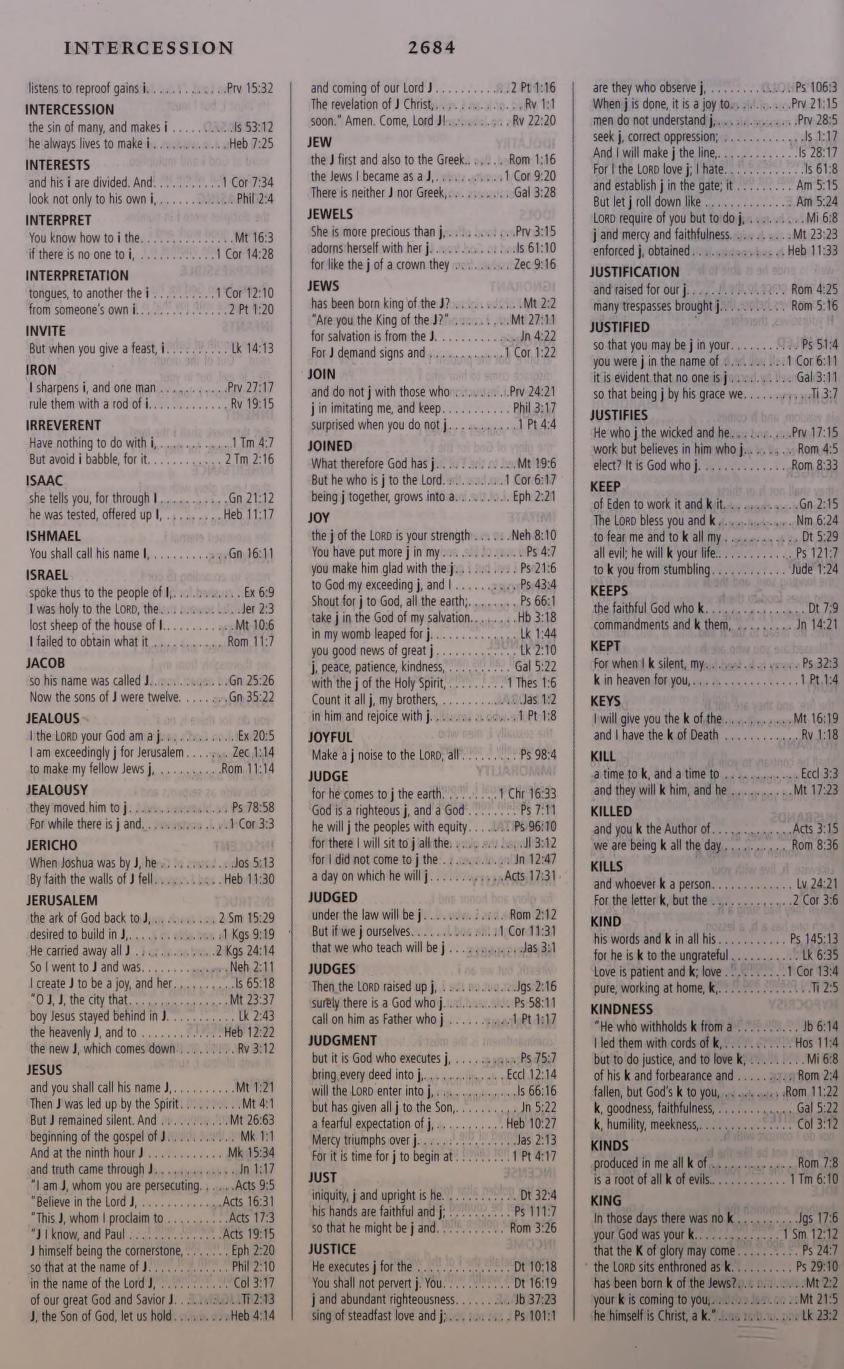 INTERCESSION
2684
listens to reproof gains i. . . . . . . . . . . . .Prv 15:32
INTERCESSION
the sin of many, and makes i . . . . . . . . . .Is 53:12
he always lives to make i . . . . . . . . . . . .Heb 7:25
INTERESTS
and his i are divided. And. . . . . . . . . . .1 Cor 7:34
look not only to his own i, . . . . . . . . . . . .Phil 2:4
INTERPRET
You know how to i the. . . . . . . . . . . . . . .Mt 16:3
if there is no one to i, . . . . . . . . . . . .1 Cor 14:28
INTERPRETATION
tongues, to another the i . . . . . . . . . .1 Cor 12:10
from someone's own i. . . . . . . . . . . . . .2 Pt 1:20
INVITE
But when you give a feast, i. . . . . . . . . . Lk 14:13
IRON
I sharpens i, and one man . . . . . . . . . . .Prv 27:17
rule them with a rod of i. . . . . . . . . . . . . Rv 19:15
IRREVERENT
Have nothing to do with i, . . . . . . . . . . . .1 Tm 4:7
But avoid i babble, for it. . . . . . . . . . . . 2 Tm 2:16
ISAAC
she tells you, for through I . . . . . . . . . . .Gn 21:12
he was tested, offered up I, . . . . . . . . . Heb 11:17
ISHMAEL
You shall call his name I, . . . . . . . . . . . .Gn 16:11
ISRAEL
spoke thus to the people of I,. . . . . . . . . . Ex 6:9
I was holy to the LORD, the. . . . . . . . . . . .Jer 2:3
lost sheep of the house of I. . . . . . . . . . .Mt 10:6
I failed to obtain what it . . . . . . . . . . . Rom 11:7
JACOB
so his name was called J. . . . . . . . . . . .Gn 25:26
Now the sons of J were twelve. . . . . . . .Gn 35:22
JEALOUS
I the LORD your God am a j. . . . . . . . . . . Ex 20:5
I am exceedingly j for Jerusalem . . . . . . . Zec 1:14
to make my fellow Jews j, . . . . . . . . . .Rom 11:14
JEALOUSY
they moved him to j. . . . . . . . . . . . . . . . Ps 78:58
For while there is j and. . . . . . . . . . . . .1 Cor 3:3
JERICHO
When Joshua was by J, he . . . . . . . . . . Jos 5:13
By faith the walls of J fell. . . . . . . . . . . Heb 11:30
JERUSALEM
the ark of God back to J, . . . . . . . . . . 2 Sm 15:29
desired to build in J,. . . . . . . . . . . . . .1 Kgs 9:19
He carried away all J . . . . . . . . . . . .2 Kgs 24:14
So I went to J and was. . . . . . . . . . . . . Neh 2:11
I create J to be a joy, and her. . . . . . . . . .Is 65:18
"O J, J, the city that. . . . . . . . . . . . . . . .Mt 23:37
boy Jesus stayed behind in J. . . . . . . . . . . Lk 2:43
the heavenly J, and to . . . . . . . . . . . .Heb 12:22
the new J, which comes down . . . . . . . . . Rv 3:12
JESUS
and you shall call his name J,. . . . . . . . . .Mt 1:21
Then J was led up by the Spirit. . . . . . . . . .Mt 4:1
But J remained silent. And . . . . . . . . . . .Mt 26:63
beginning of the gospel of J. . . . . . . . . . . Mk 1:1
And at the ninth hour J . . . . . . . . . . . . Mk 15:34
and truth came through J. . . . . . . . . . . . .Jn 1:17
"I am J, whom you are persecuting. . . . . .Acts 9:5
"Believe in the Lord J, . . . . . . . . . . . . .Acts 16:31
"This J, whom I proclaim to . . . . . . . . . .Acts 17:3
"J I know, and Paul . . . . . . . . . . . . . . .Acts 19:15
J himself being the cornerstone, . . . . . . . Eph 2:20
so that at the name of J. . . . . . . . . . . . . Phil 2:10
in the name of the Lord J, . . . . . . . . . . . Col 3:17
of our great God and Savior J. . . . . . . . . . .Ti 2:13
J, the Son of God, let us hold . . . . . . . . .Heb 4:14
and coming of our Lord J . . . . . . . . . . . .2 Pt 1:16
The revelation of J Christ,. . . . . . . . . . . . . Rv 1:1
soon." Amen. Come, Lord J!. . . . . . . . . . Rv 22:20
JEW
the J first and also to the Greek. . . . . . . Rom 1:16
the Jews I became as a J,. . . . . . . . . . .1 Cor 9:20
There is neither J nor Greek,. . . . . . . . . . Gal 3:28
JEWELS
She is more precious than j,. . . . . . . . . . .Prv 3:15
adorns herself with her j. . . . . . . . . . . . . .Is 61:10
for like the j of a crown they . . . . . . . . . Zec 9:16
JEWS
has been born king of the J? . . . . . . . . . . .Mt 2:2
"Are you the King of the J?" . . . . . . . . .Mt 27:11
for salvation is from the J. . . . . . . . . . . . .Jn 4:22
For J demand signs and . . . . . . . . . . . .1 Cor 1:22
JOIN
and do not j with those who . . . . . . . . .Prv 24:21
j in imitating me, and keep. . . . . . . . . . . Phil 3:17
surprised when you do not j. . . . . . . . . . . .1 Pt 4:4
JOINED
What therefore God has j. . . . . . . . . . . . .Mt 19:6
But he who is j to the Lord. . . . . . . . . . .1 Cor 6:17
being j together, grows into a. . . . . . . . . Eph 2:21
JOY
the j of the LORD is your strength . . . . . . Neh 8:10
You have put more j in my . . . . . . . . . . . . Ps 4:7
you make him glad with the j. . . . . . . . . . Ps 21:6
to God my exceeding j, and I . . . . . . . . . .Ps 43:4
Shout for j to God, all the earth;. . . . . . . . . Ps 66:1
take j in the God of my salvation. . . . . . . . Hb 3:18
in my womb leaped for j. . . . . . . . . . . . . . Lk 1:44
you good news of great j . . . . . . . . . . . . . Lk 2:10
j, peace, patience, kindness, . . . . . . . . . . Gal 5:22
with the j of the Holy Spirit, . . . . . . . . . 1 Thes 1:6
Count it all j, my brothers, . . . . . . . . . . . .Jas 1:2
in him and rejoice with j. . . . . . . . . . . . . .1 Pt 1:8
JOYFUL
Make a j noise to the LORD, all . . . . . . . . . Ps 98:4
JUDGE
for he comes to j the earth. . . . . . . . . .1 Chr 16:33
God is a righteous j, and a God . . . . . . . . Ps 7:11
he will j the peoples with equity. . . . . . . Ps 96:10
for there I will sit to j all the. . . . . . . . . . . .Jl 3:12
for I did not come to j the . . . . . . . . . . . Jn 12:47
a day on which he will j. . . . . . . . . . . . .Acts 17:31
JUDGED
under the law will be j. . . . . . . . . . . . . Rom 2:12
But if we j ourselves. . . . . . . . . . . . . .1 Cor 11:31
that we who teach will be j . . . . . . . . . . . .Jas 3:1
JUDGES
Then the LORD raised up j, . . . . . . . . . . .Jgs 2:16
surely there is a God who j. . . . . . . . . . . Ps 58:11
call on him as Father who j . . . . . . . . . . .1 Pt 1:17
JUDGMENT
but it is God who executes j, . . . . . . . . . . Ps 75:7
bring every deed into j,. . . . . . . . . . . . . Eccl 12:14
will the LORD enter into j,. . . . . . . . . . . . .Is 66:16
but has given all j to the Son,. . . . . . . . . . Jn 5:22
a fearful expectation of j, . . . . . . . . . . . Heb 10:27
Mercy triumphs over j. . . . . . . . . . . . . . .Jas 2:13
For it is time for j to begin at . . . . . . . . . .1 Pt 4:17
JUST
iniquity, j and upright is he. . . . . . . . . . . . Dt 32:4
his hands are faithful and j; . . . . . . . . . . . Ps 111:7
so that he might be j and. . . . . . . . . . . . Rom 3:26
JUSTICE
He executes j for the . . . . . . . . . . . . . . . Dt 10:18
You shall not pervert j. You. . . . . . . . . . . Dt 16:19
j and abundant righteousness. . . . . . . . . .Jb 37:23
sing of steadfast love and j;. . . . . . . . . . . Ps 101:1
are they who observe j, . . . . . . . . . . . . . .Ps 106:3
When j is done, it is a joy to. . . . . . . . . . .Prv 21:15
men do not understand j,. . . . . . . . . . . . . .Prv 28:5
seek j, correct oppression; . . . . . . . . . . . . .Is 1:17
And I will make j the line,. . . . . . . . . . . . .Is 28:17
For I the LORD love j; I hate. . . . . . . . . . . .Is 61:8
and establish j in the gate; it . . . . . . . . . . Am 5:15
But let j roll down like . . . . . . . . . . . . . . . Am 5:24
LORD require of you but to do j, . . . . . . . . . Mi 6:8
j and mercy and faithfulness. . . . . . . . . .Mt 23:23
enforced j, obtained . . . . . . . . . . . . . . .Heb 11:33
JUSTIFICATION
and raised for our j. . . . . . . . . . . . . . . . Rom 4:25
many trespasses brought j. . . . . . . . . . . Rom 5:16
JUSTIFIED
so that you may be j in your. . . . . . . . . . . Ps 51:4
you were j in the name of . . . . . . . . . . .1 Cor 6:11
it is evident that no one is j . . . . . . . . . . .Gal 3:11
so that being j by his grace we. . . . . . . . . .Ti 3:7
JUSTIFIES
He who j the wicked and he. . . . . . . . . .Prv 17:15
work but believes in him who j. . . . . . . . Rom 4:5
elect? It is God who j. . . . . . . . . . . . . . . Rom 8:33
KEEP
of Eden to work it and k it. . . . . . . . . . . . .Gn 2:15
The LORD bless you and k . . . . . . . . . . . . . Nm 6:24
to fear me and to k all my . . . . . . . . . . . . . Dt 5:29
all evil; he will k your life. . . . . . . . . . . . . Ps 121:7
to k you from stumbling. . . . . . . . . . . . .Jude 1:24
KEEPS
the faithful God who k. . . . . . . . . . . . . . . . Dt 7:9
commandments and k them, . . . . . . . . . . Jn 14:21
KEPT
For when I k silent, my. . . . . . . . . . . . . . . Ps 32:3
k in heaven for you,. . . . . . . . . . . . . . . . . .1 Pt 1:4
KEYS
I will give you the k of the . . . . . . . . . . . .Mt 16:19
and I have the k of Death . . . . . . . . . . . . . Rv 1:18
KILL
a time to k, and a time to . . . . . . . . . . . . . Eccl 3:3
and they will k him, and he . . . . . . . . . . .Mt 17:23
KILLED
and you k the Author of. . . . . . . . . . . . . .Acts 3:15
we are being k all the day. . . . . . . . . . . . Rom 8:36
KILLS
and whoever k a person. . . . . . . . . . . . . Lv 24:21
For the letter k, but the . . . . . . . . . . . . . .2 Cor 3:6
KIND
his words and k in all his . . . . . . . . . . . Ps 145:13
for he is k to the ungrateful . . . . . . . . . . . . Lk 6:35
Love is patient and k; love . . . . . . . . . .1 Cor 13:4
pure, working at home, k,. . . . . . . . . . . . . . Ti 2:5
KINDNESS
"He who withholds k from a . . . . . . . . . . . Jb 6:14
I led them with cords of k,. . . . . . . . . . . . Hos 11:4
but to do justice, and to love k, . . . . . . . . . Mi 6:8
of his k and forbearance and . . . . . . . . . Rom 2:4
fallen, but God's k to you, . . . . . . . . . . .Rom 11:22
k, goodness, faithfulness, . . . . . . . . . . . . . Gal 5:22
k, humility, meekness,. . . . . . . . . . . . . . . Col 3:12
KINDS
produced in me all k of . . . . . . . . . . . . . . Rom 7:8
is a root of all k of evils. . . . . . . . . . . . . 1 Tm 6:10
KING
In those days there was no k . . . . . . . . . .Jgs 17:6
your God was your k. . . . . . . . . . . . . .1 Sm 12:12
that the K of glory may come. . . . . . . . . . Ps 24:7
the LORD sits enthroned as k. . . . . . . . . . Ps 29:10
has been born k of the Jews?. . . . . . . . . . .Mt 2:2
your k is coming to you,. . . . . . . . . . . . . .Mt 21:5
he himself is Christ, a k." . . . . . . . . . . . . . Lk 23:2